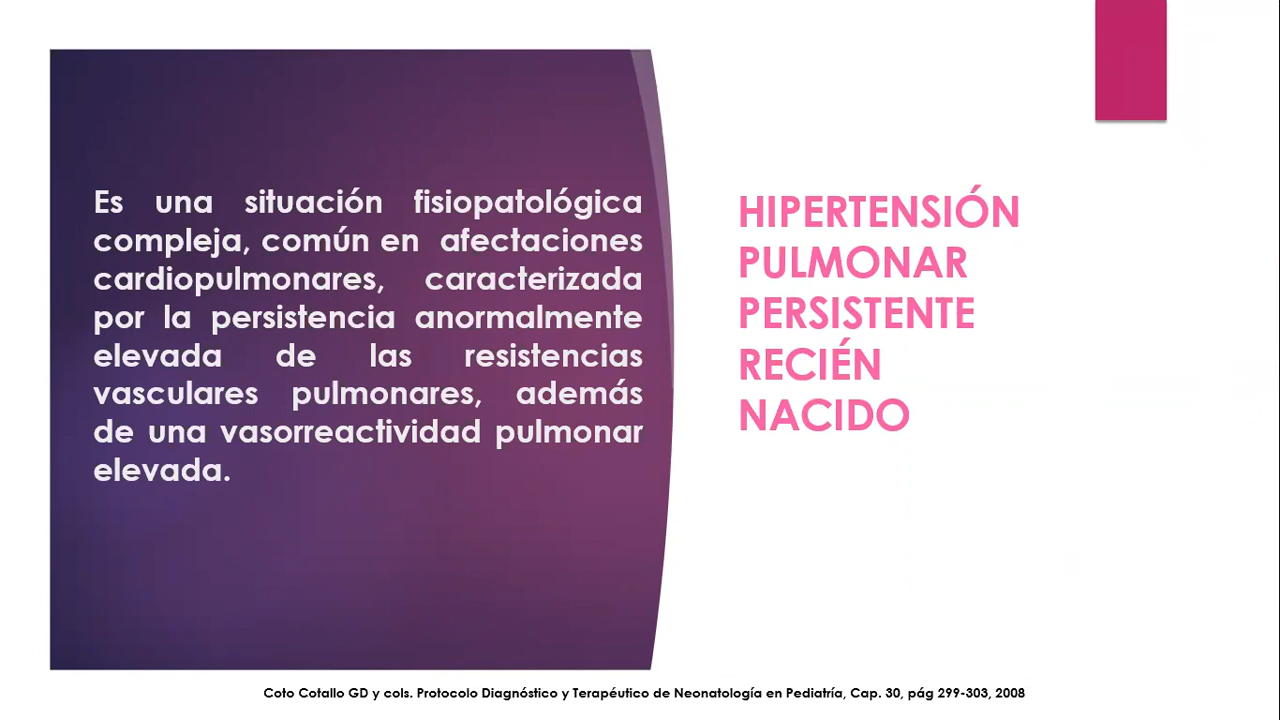 Es una situación fisiopatológica
compleja, común en afectaciones
cardiopulmonares, caracterizada
por la persistencia anormalmente
elevada de las resistencias
vasculares pulmonares, además
de una vasorreactividad pulmonar
elevada.
HIPERTENSIÓN
PULMONAR
PERSISTENTE
RECIÉN
NACIDO
Coto Cotallo GD y cols. Protocolo Diagnóstico y Terapéutico de Neonatología en Pediatría, Cap. 30, pág 299-303, 2008